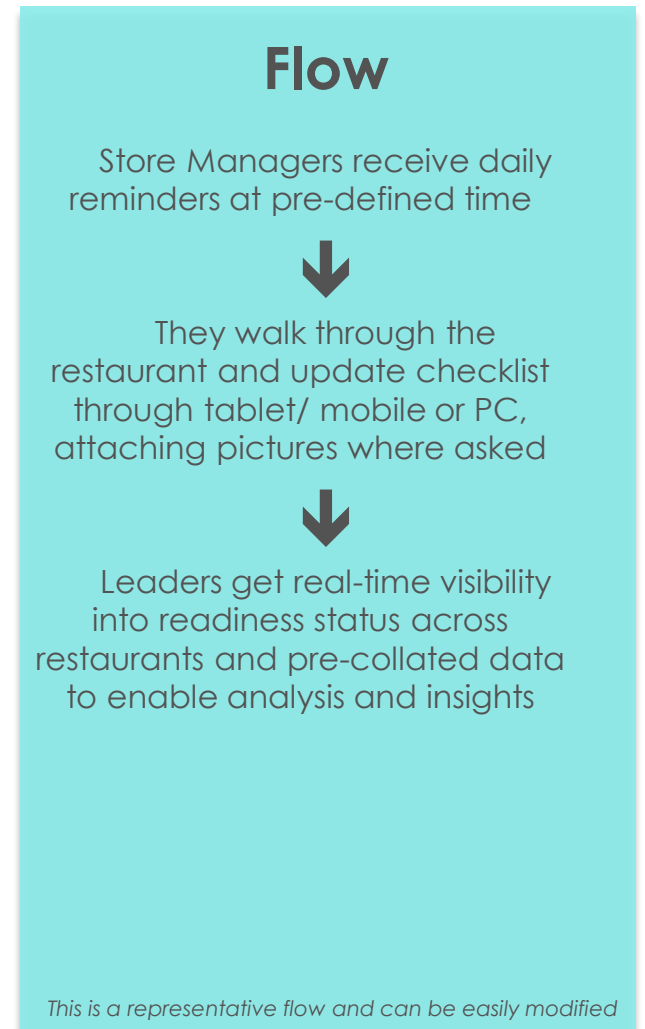 Flow
Store Managers receive daily
reminders at pre-defined time
They walk through the
restaurant and update checklist
through tablet/ mobile or PC,
attaching pictures where asked
Leaders get real-time visibility
into readiness status across
restaurants and pre-collated data
to enable analysis and insights
This is a representative flow and can be easily modified